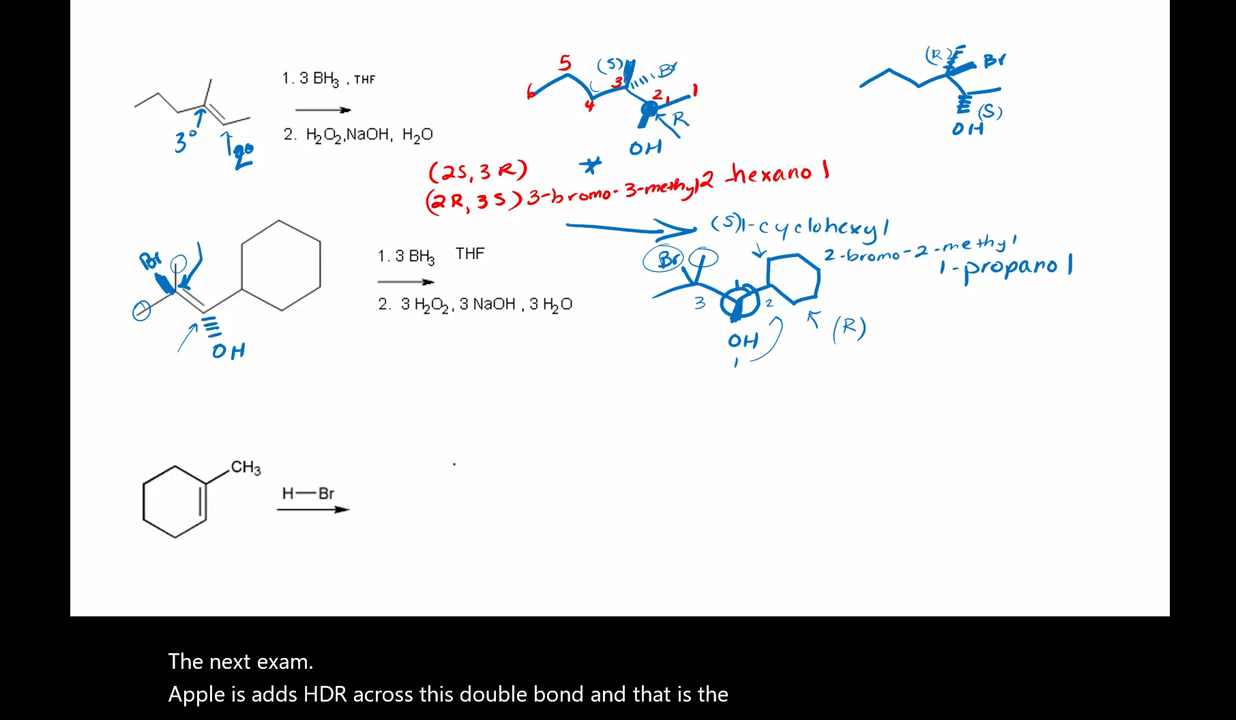 1. 3 BH3 . THF
2. H2O2,NaOH, H2O
3°
2°
(S)
Br
5
3
6
4
2
1
R
OH
(R)
Br
(S)
OH
(2S, 3R)
(2R, 3S) 3-bromo-3-methyl 2-hexanol
1. 3 BH3 THF
2. 3 H2O2, 3 NaOH , 3 H2O
Br
OH
(S) 1-cyclohexyl
2-bromo-2-methyl
1-propanol
Br
3
1
2
OH
1
(R)
CH3
H—Br
The next exam.
Apple is adds HDR across this double bond and that is the